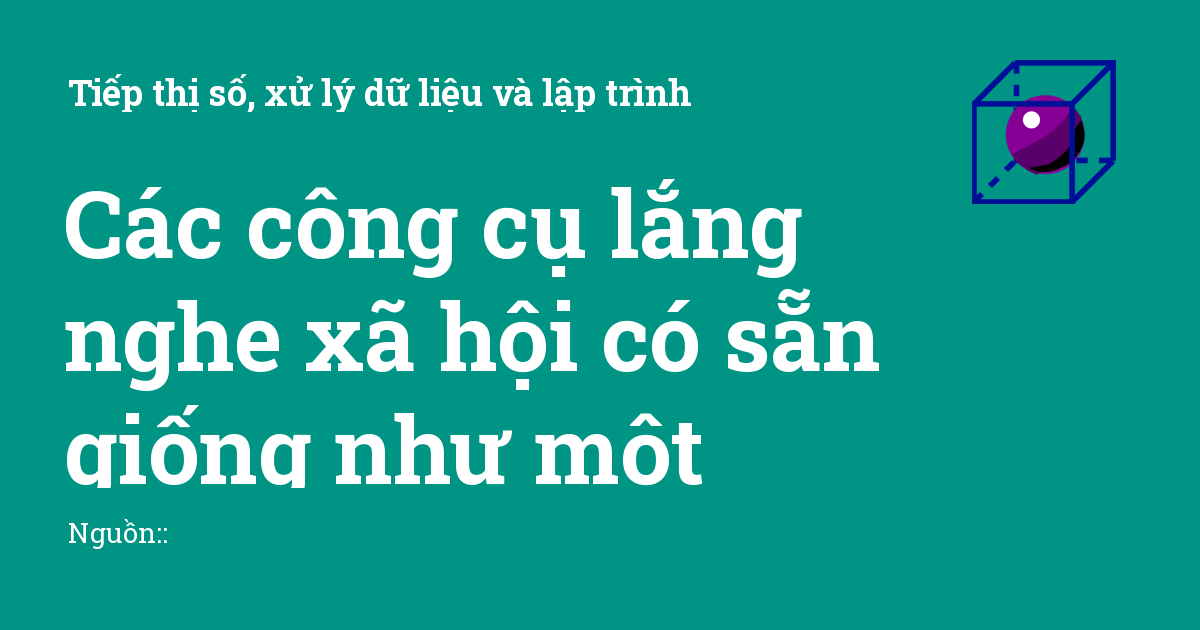 Tiếp thị số, xử lý dữ liệu và lập trình
Các công cụ lắng
nghe xã hội có sẵn
giống như một
Nguồn::